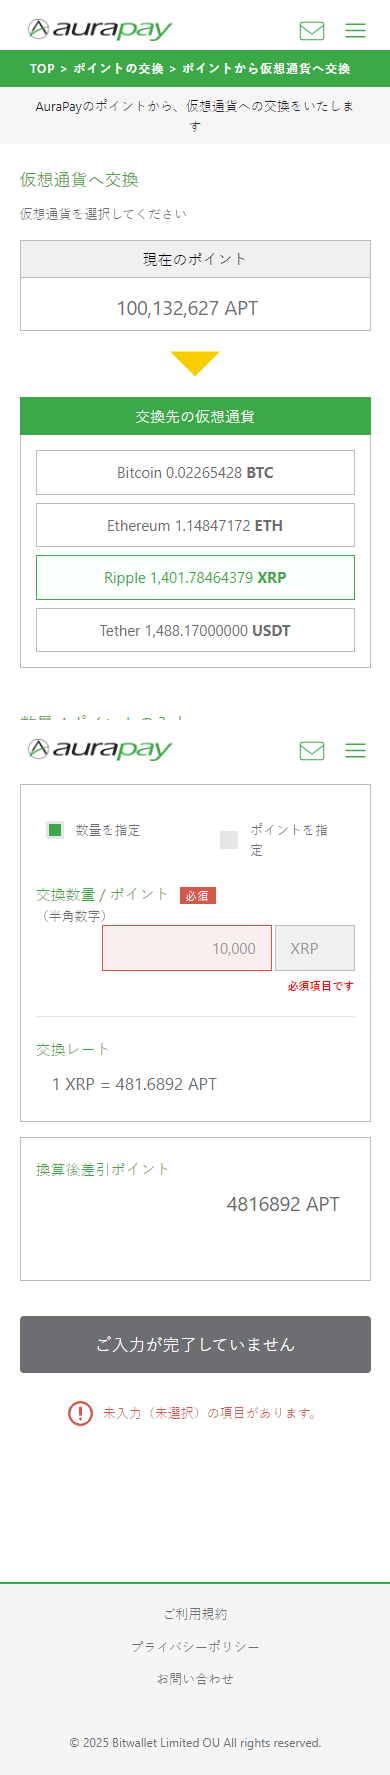 aurapay
TOP > ポイントの交換 > ポイントから仮想通貨へ交換
AuraPayのポイントから、仮想通貨への交換をいたしま
す
仮想通貨へ交換
仮想通貨を選択してください
現在のポイント
100,132,627 APT
交換先の仮想通貨
Bitcoin 0.02265428 BTC
Ethereum 1.14847172 ETH
Ripple 1,401.78464379 XRP
Tether 1,488.17000000 USDT
aurapay
数量を指定
ポイントを指
定
交換数量 / ポイント 必須
（半角数字）
10,000 XRP
必須項目です
交換レート
1 XRP = 481.6892 APT
換算後差引ポイント
4816892 APT
ご入力が完了していません
未入力（未選択）の項目があります。
ご利用規約
プライバシーポリシー
お問い合わせ
© 2025 Bitwallet Limited OU All rights reserved.